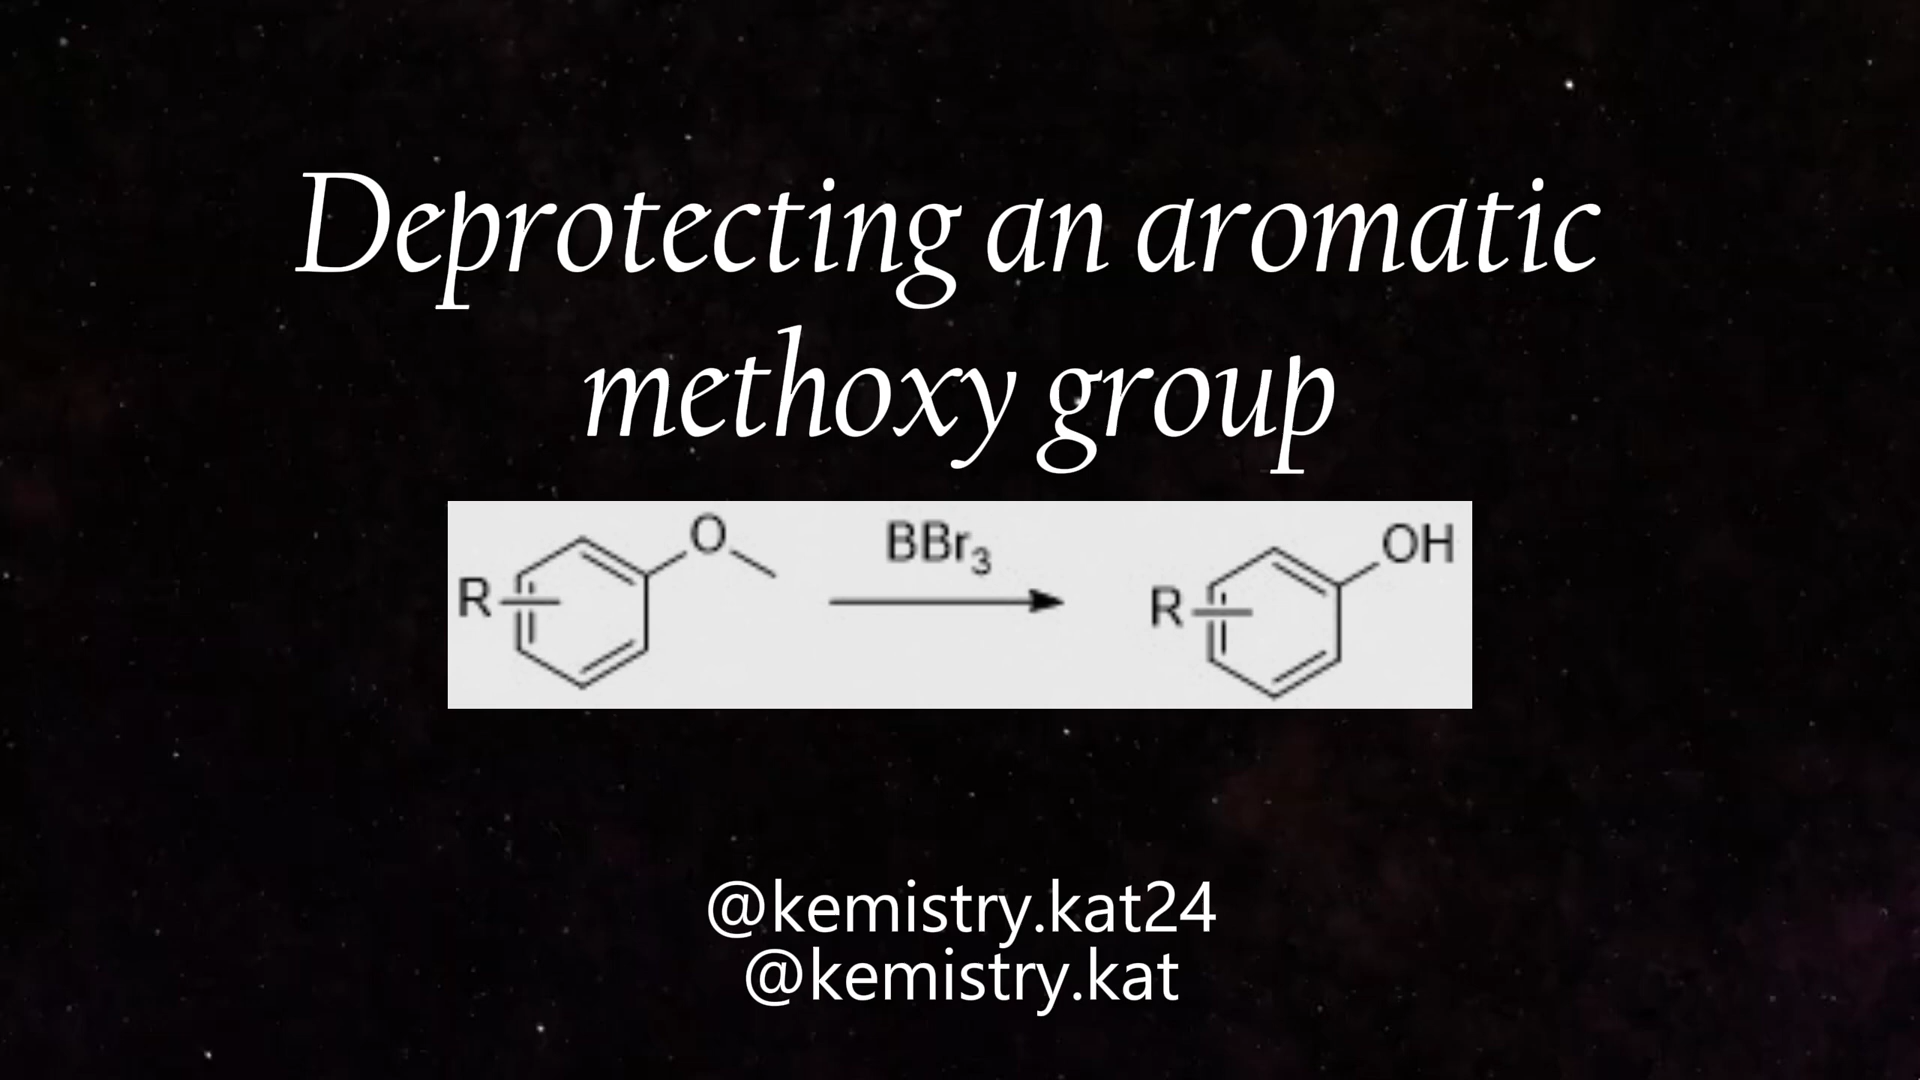 Deprotecting an aromatic
methoxy group
O
BBr₃
OH
R
R
@kemistry.kat24
@kemistry.kat